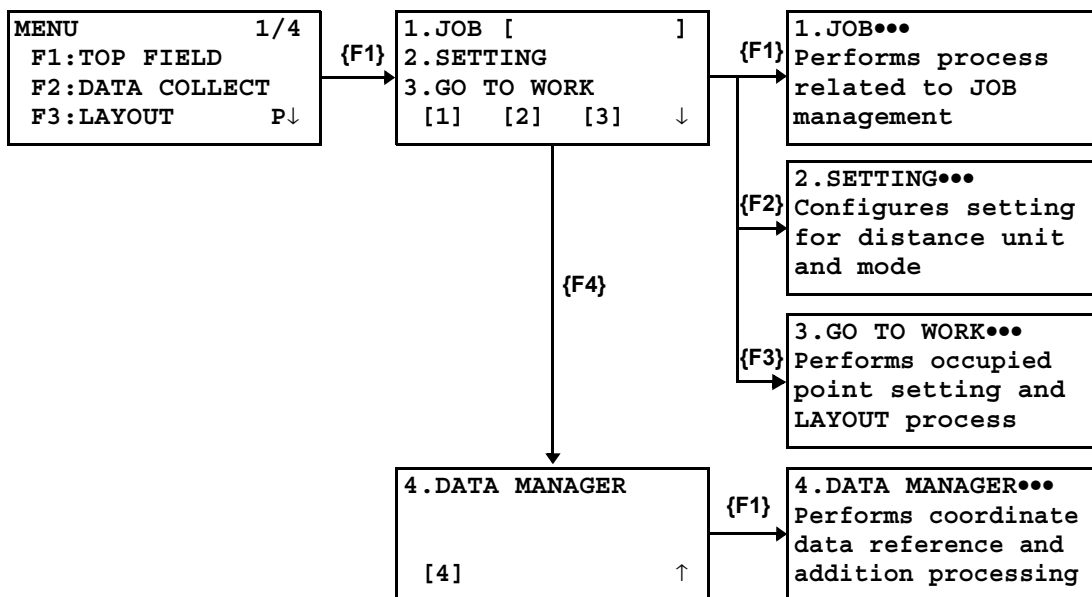 MENU 1/4
F1:TOP FIELD
F2:DATA COLLECT
F3:LAYOUT P↓
{F1}
1.JOB [ ]
2.SETTING
3.GO TO WORK
[1] [2] [3] ↓
{F1}
1.JOB•••
Performs process
related to JOB
management
{F2}
2.SETTING•••
Configures setting
for distance unit
and mode
{F3}
3.GO TO WORK•••
Performs occupied
point setting and
LAYOUT process
{F4}
4.DATA MANAGER
[4] ↑
{F1}
4.DATA MANAGER•••
Performs coordinate
data reference and
addition processing